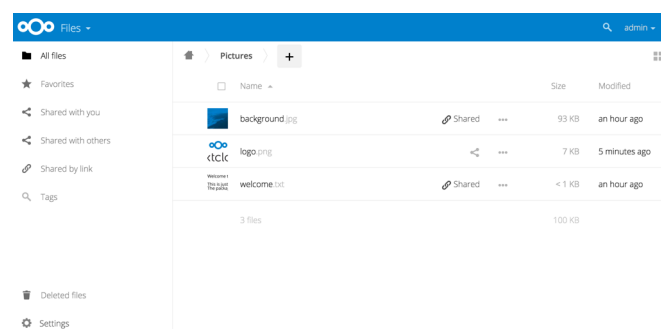 Files
admin
All files
Pictures
+
Favorites
Name
Size
Modified
Shared with you
background.jpg
Shared
93 KB
an hour ago
Shared with others
logo.png
7 KB
5 minutes ago
Shared by link
welcome.txt
Shared
< 1 KB
an hour ago
Tags
3 files
100 KB
Deleted files
Settings